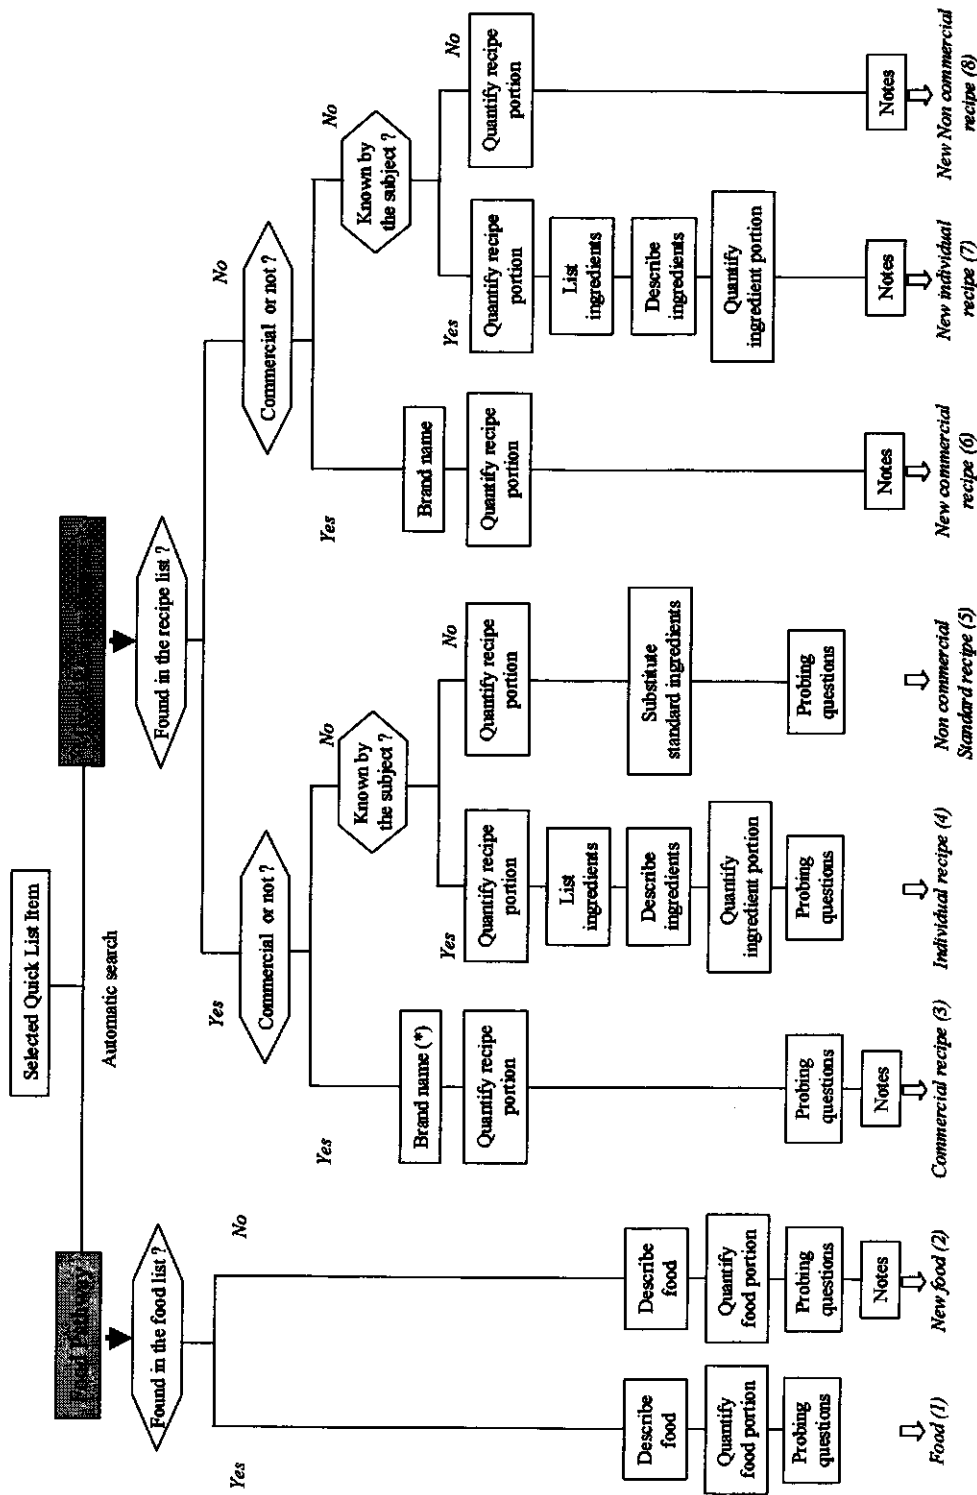 Selected Quick List Item
Automatic search
Food Pathway
Found in the food list ?
Yes
No
Describe
food
Quantify
food portion
Probing
questions
Food (1)
Describe
food
Quantify
food portion
Probing
questions
Notes
New food (2)
Found in the recipe list ?
Yes
No
Commercial or not ?
Yes
No
Brand name (*)
Quantify recipe
portion
Probing
questions
Notes
Commercial recipe (3)
Known by
the subject ?
Yes
No
Quantify recipe
portion
List
ingredients
Describe
ingredients
Quantify
ingredient portion
Probing
questions
Individual recipe (4)
Quantify recipe
portion
Substitute
standard ingredients
Probing
questions
Non commercial
Standard recipe (5)
Commercial or not ?
Yes
No
Brand name
Quantify recipe
portion
Notes
New commercial
recipe (6)
Known by
the subject ?
Yes
No
Quantify recipe
portion
List
ingredients
Describe
ingredients
Quantify
ingredient portion
Notes
New individual
recipe (7)
Quantify recipe
portion
Notes
New Non commercial
recipe (8)